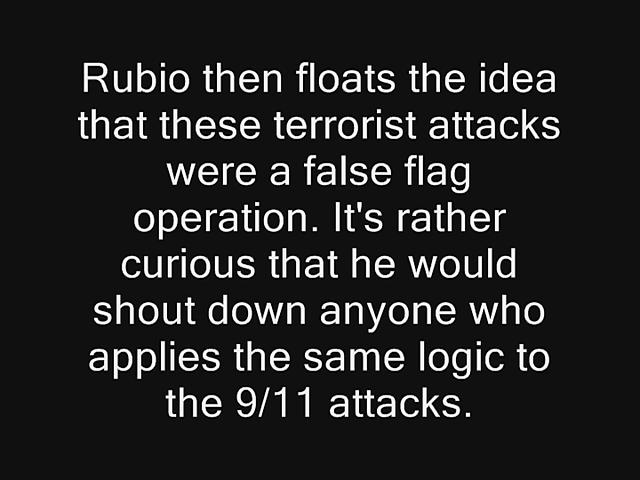 Rubio then floats the idea
that these terrorist attacks
were a false flag
operation. It's rather
curious that he would
shout down anyone who
applies the same logic to
the 9/11 attacks.